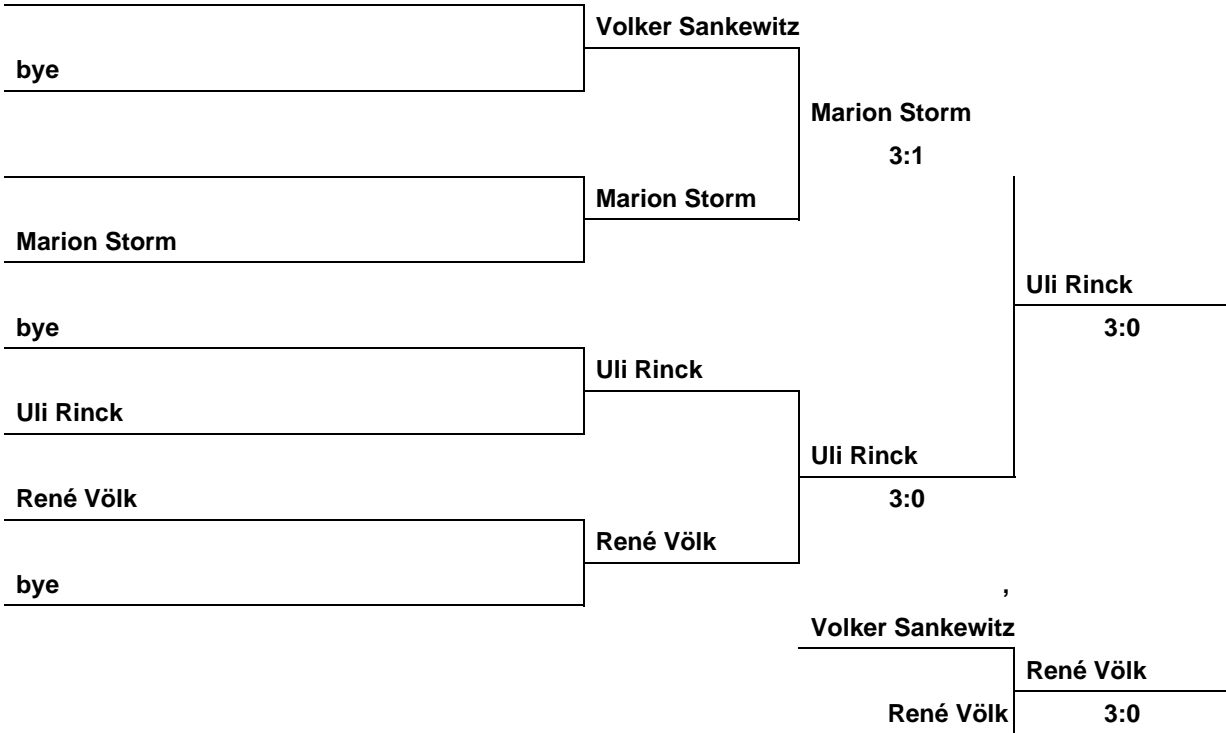 Volker Sankewitz
bye
Marion Storm
3:1
Marion Storm
Marion Storm
Uli Rinck
bye
3:0
Uli Rinck
Uli Rinck
Uli Rinck
René Völk
3:0
René Völk
bye
,
Volker Sankewitz
René Völk
René Völk
3:0